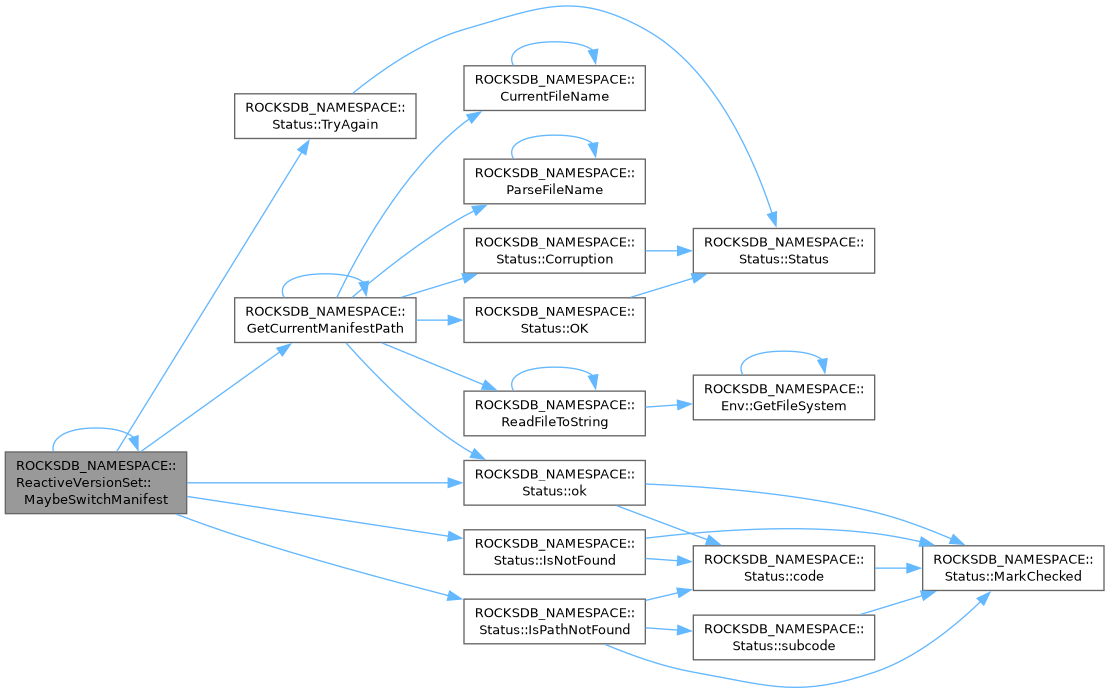 ROCKSDB_NAMESPACE::
ReactiveVersionSet::
MaybeSwitchManifest
ROCKSDB_NAMESPACE::
Status::TryAgain
ROCKSDB_NAMESPACE::
GetCurrentManifestPath
ROCKSDB_NAMESPACE::
CurrentFileName
ROCKSDB_NAMESPACE::
ParseFileName
ROCKSDB_NAMESPACE::
Status::Corruption
ROCKSDB_NAMESPACE::
Status::OK
ROCKSDB_NAMESPACE::
ReadFileToString
ROCKSDB_NAMESPACE::
Status::ok
ROCKSDB_NAMESPACE::
Status::IsNotFound
ROCKSDB_NAMESPACE::
Status::IsPathNotFound
ROCKSDB_NAMESPACE::
Status::Status
ROCKSDB_NAMESPACE::
Env::GetFileSystem
ROCKSDB_NAMESPACE::
Status::code
ROCKSDB_NAMESPACE::
Status::subcode
ROCKSDB_NAMESPACE::
Status::MarkChecked